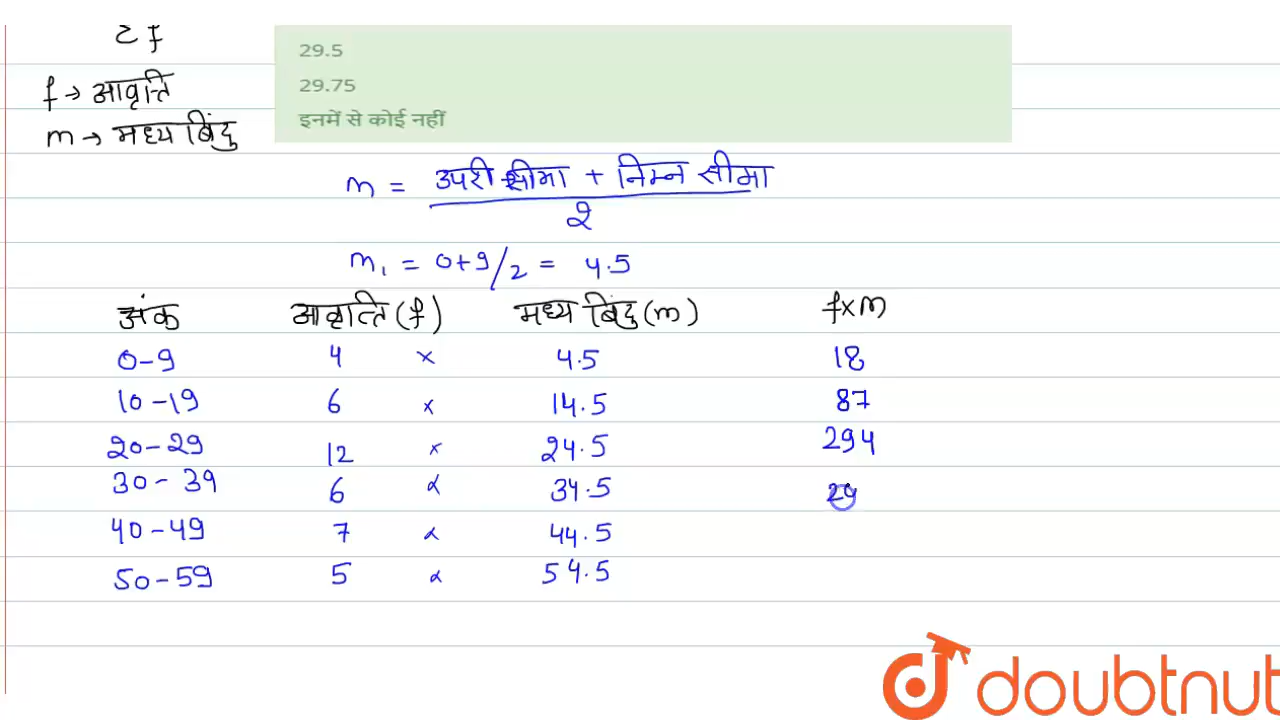 Σf
f → आवृत्ति
m → मध्य बिंदु
29.5
29.75
इनमें से कोई नहीं
m = उपरी सीमा + निम्न सीमा
2
m₁ = 0+9/2 = 4.5
अंक आवृत्ति (f) मध्य बिंदु (m) f×m
0-9 4 × 4.5 18
10-19 6 × 14.5 87
20-29 12 × 24.5 294
30-39 6 × 34.5 29
40-49 7 × 44.5
50-59 5 × 54.5
doubtnut